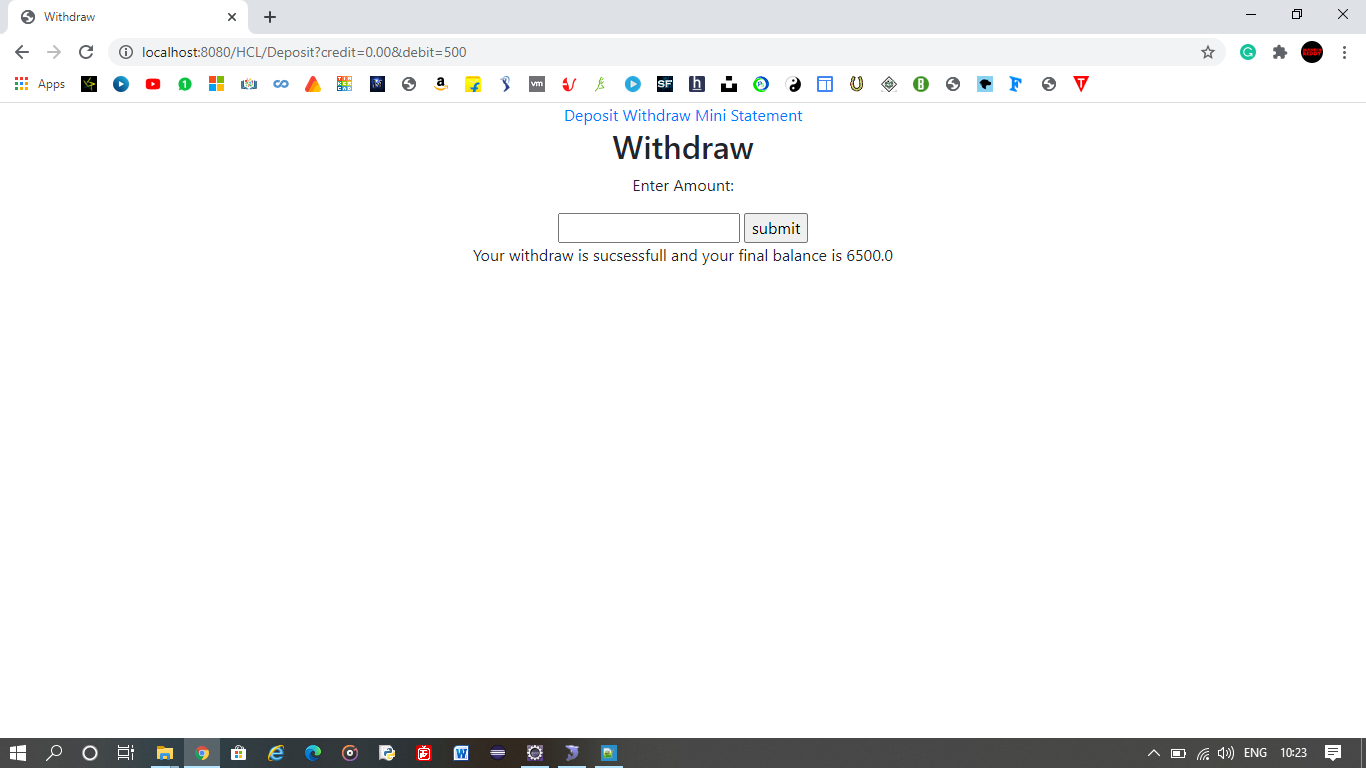 Withdraw
localhost:8080/HCL/Deposit?credit=0.00&debit=500
Apps
vm
SF
Deposit Withdraw Mini Statement
Withdraw
Enter Amount:
submit
Your withdraw is sucsessfull and your final balance is 6500.0
ENG 10:23